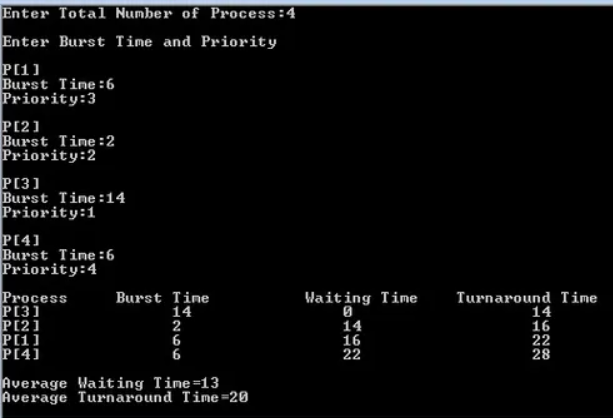 Enter Total Number of Process:4
Enter Burst Time and Priority
P[1]
Burst Time:6
Priority:3
P[2]
Burst Time:2
Priority:2
P[3]
Burst Time:14
Priority:1
P[4]
Burst Time:6
Priority:4
Process Burst Time Waiting Time Turnaround Time
P[3] 14 0 14
P[2] 2 14 16
P[1] 6 16 22
P[4] 6 22 28
Average Waiting Time=13
Average Turnaround Time=20